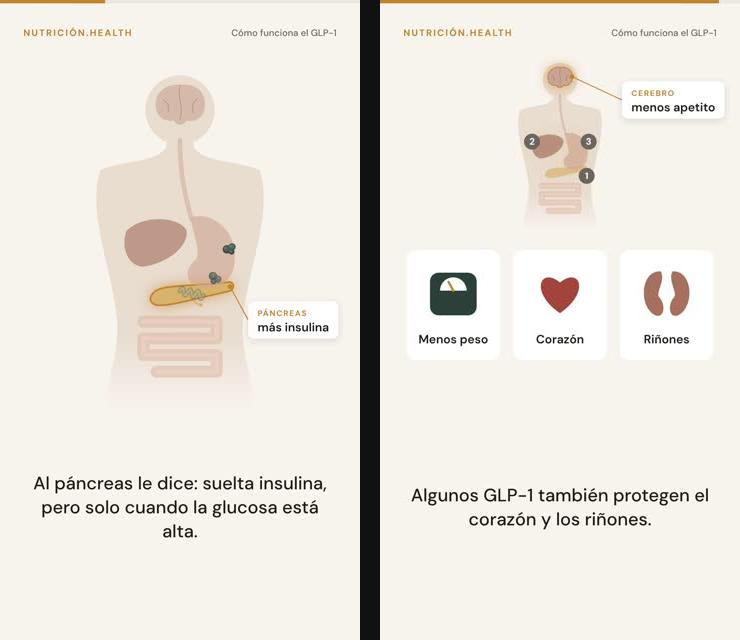 NUTRICIÓN.HEALTH
Cómo funciona el GLP-1
PÁNCREAS
más insulina
Al páncreas le dice: suelta insulina,
pero solo cuando la glucosa está
alta.
NUTRICIÓN.HEALTH
Cómo funciona el GLP-1
CEREBRO
menos apetito
2
3
1
Menos peso
Corazón
Riñones
Algunos GLP-1 también protegen el
corazón y los riñones.